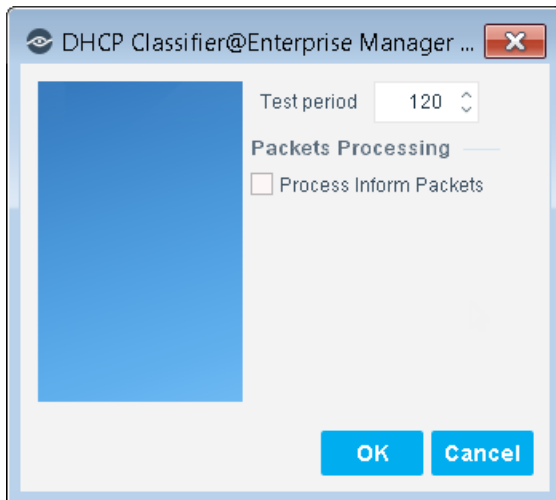 DHCP Classifier@Enterprise Manager ...
Test period 120
Packets Processing
Process Inform Packets
OK Cancel